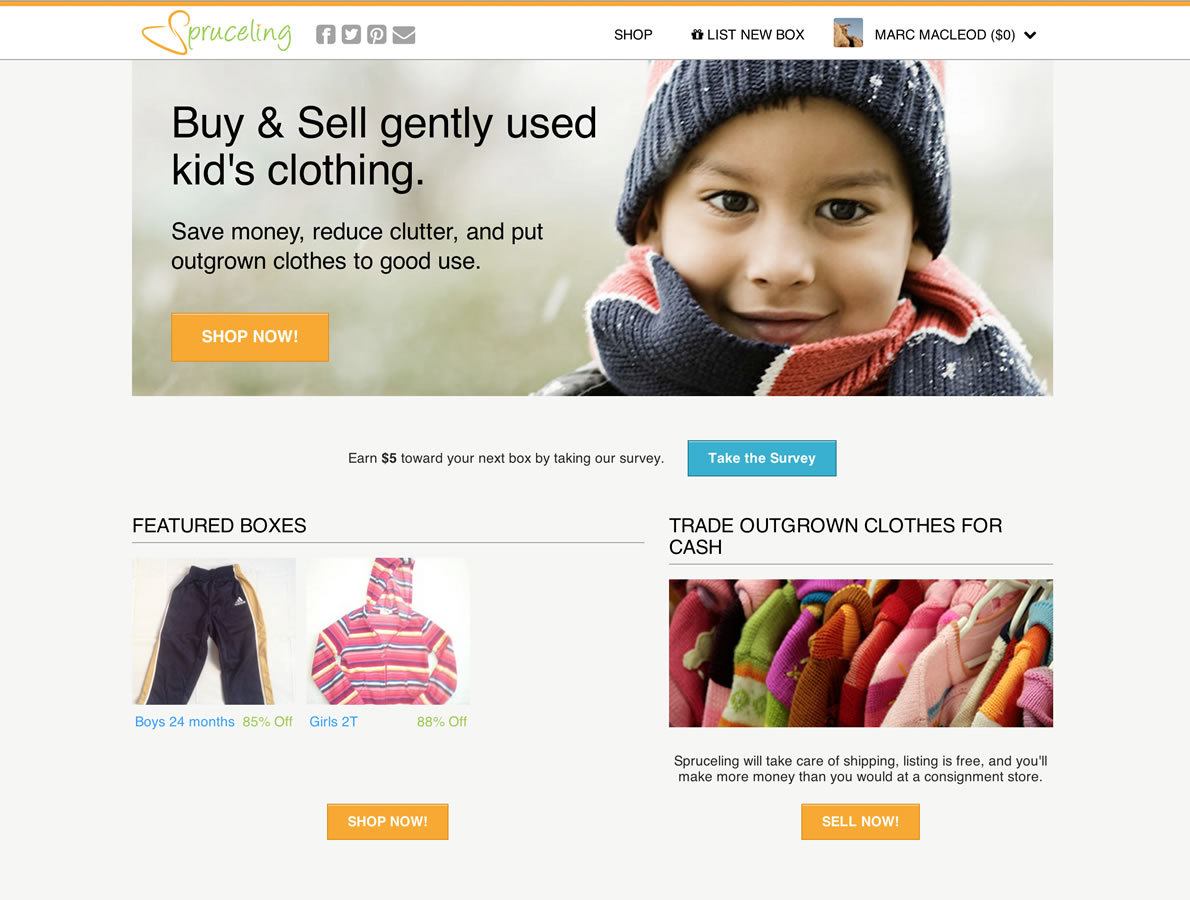 Spruceling
SHOP
LIST NEW BOX
MARC MACLEOD ($0)
Buy & Sell gently used
kid's clothing.
Save money, reduce clutter, and put
outgrown clothes to good use.
SHOP NOW!
Earn $5 toward your next box by taking our survey.
Take the Survey
FEATURED BOXES
Boys 24 months 85% Off
Girls 2T 88% Off
SHOP NOW!
TRADE OUTGROWN CLOTHES FOR
CASH
Spruceling will take care of shipping, listing is free, and you'll
make more money than you would at a consignment store.
SELL NOW!